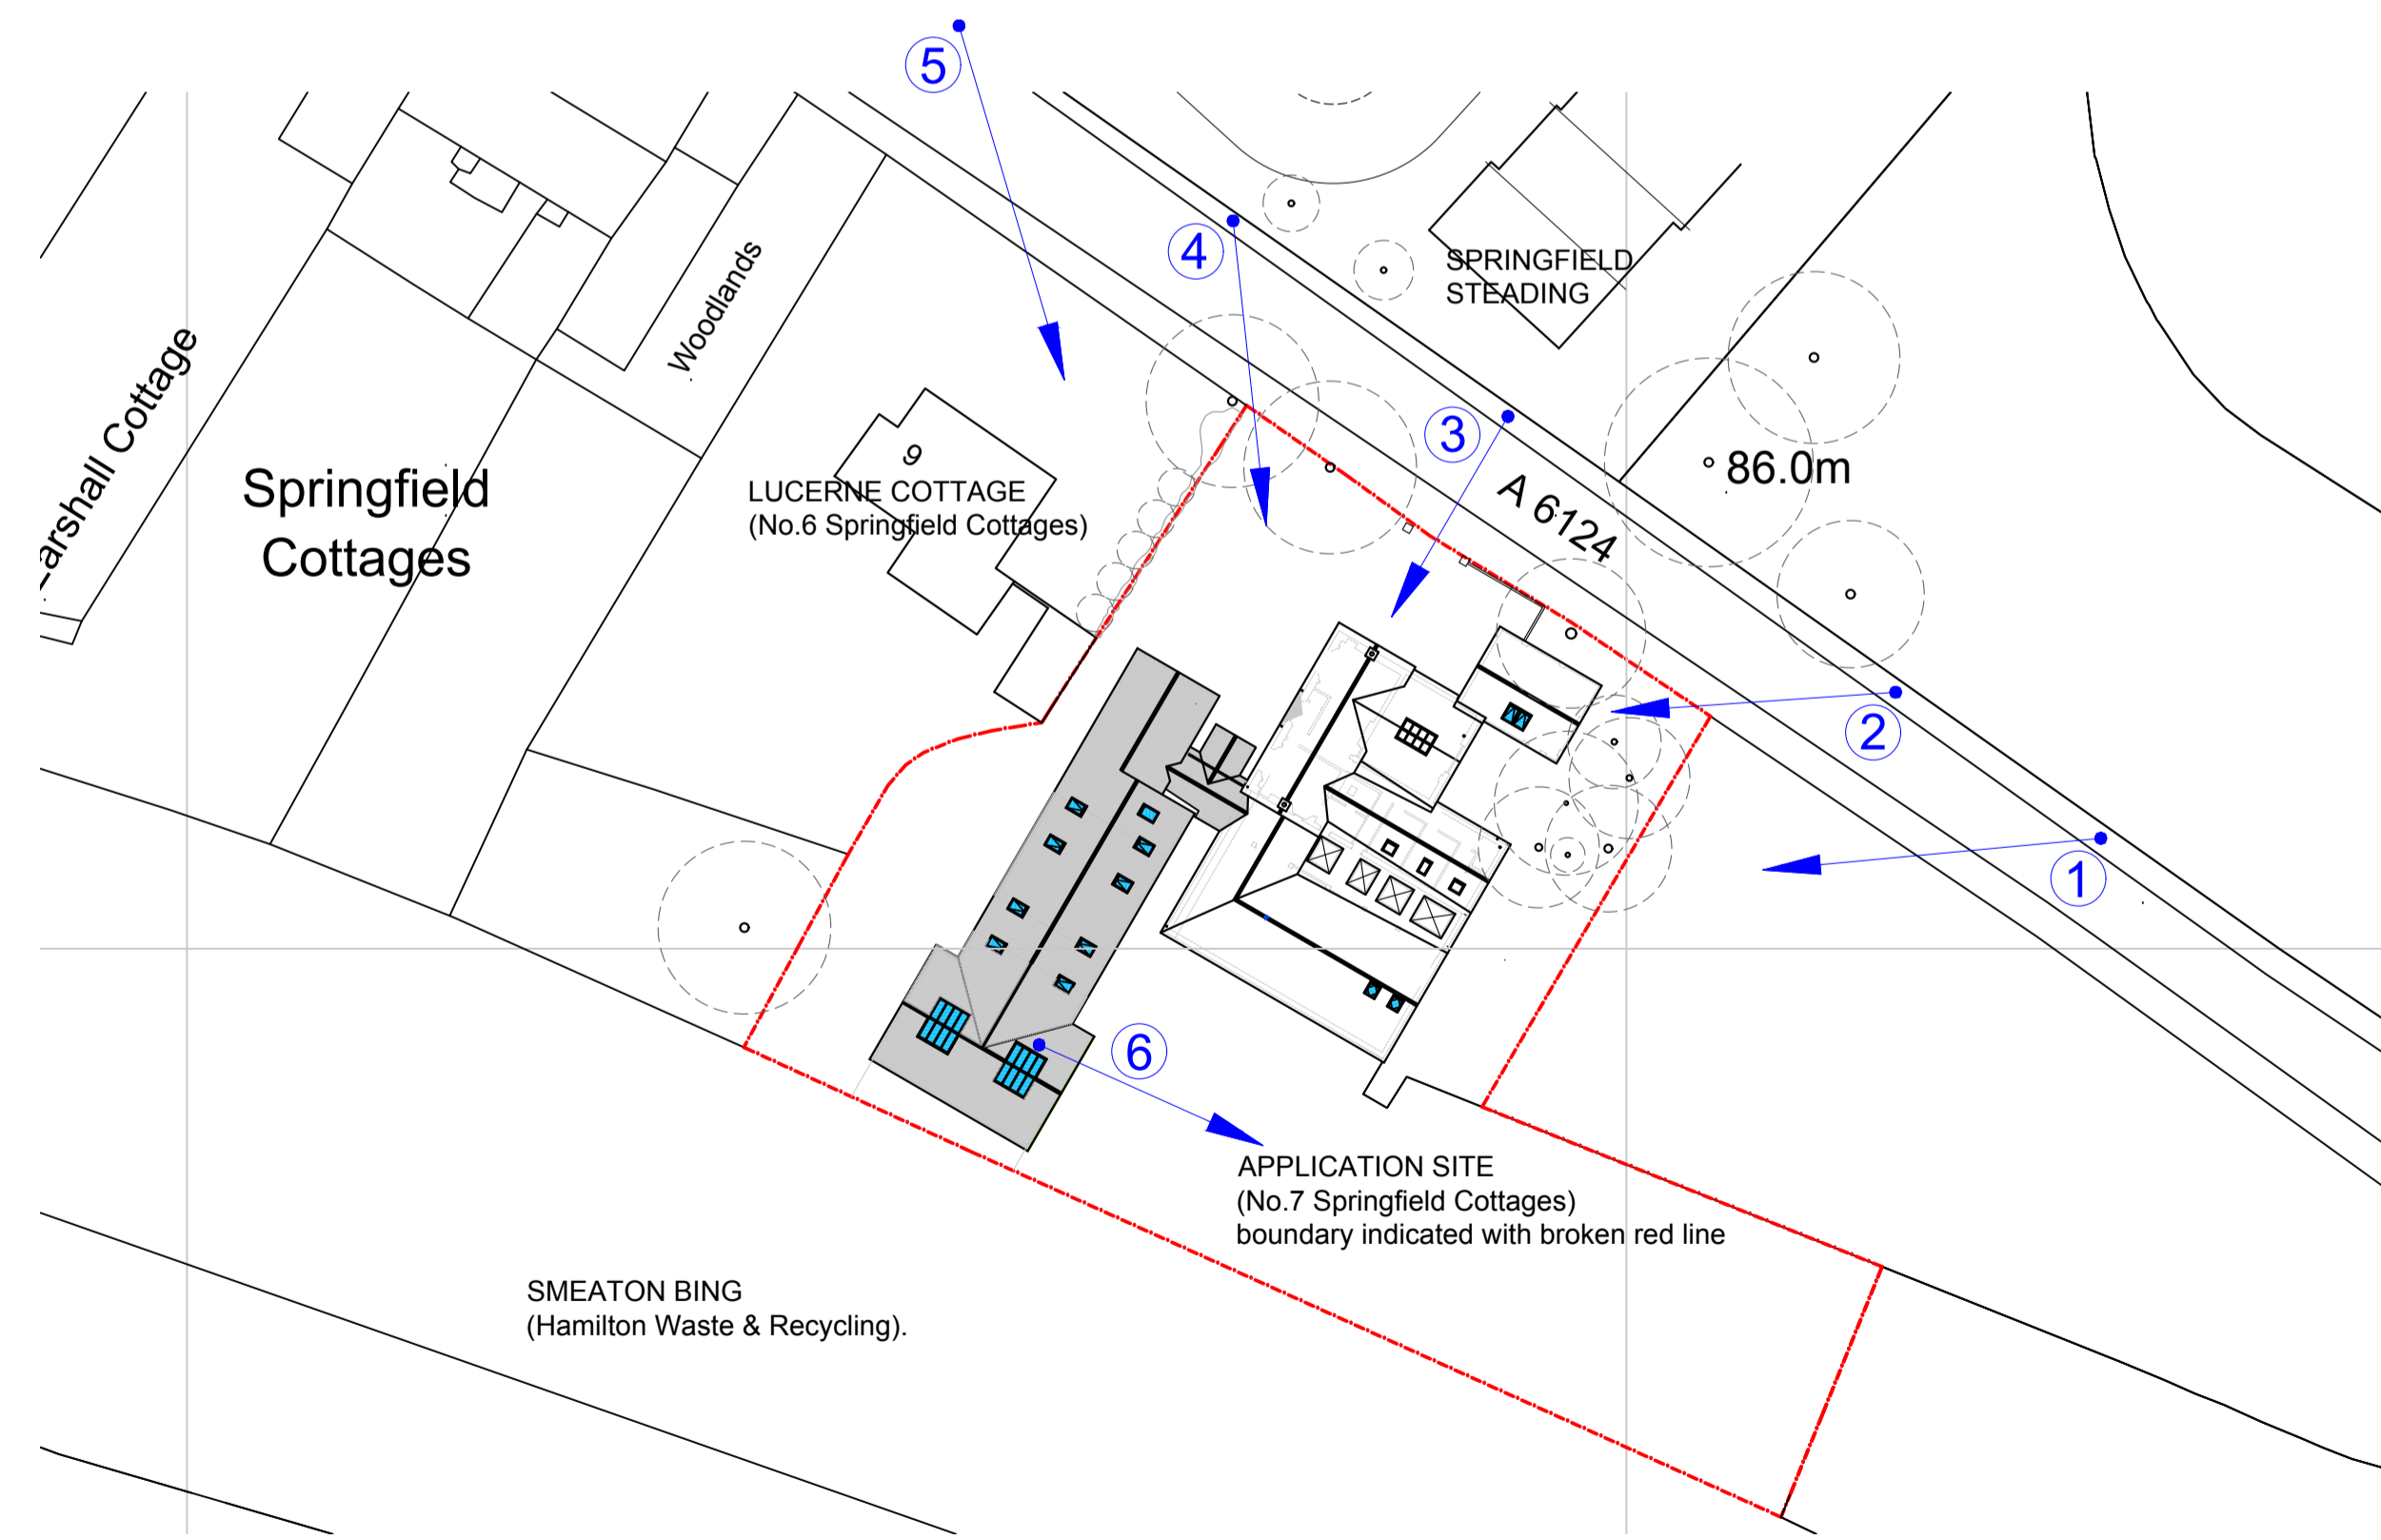 5
4
SPRINGFIELD
STEADING
Woodlands
3
86.0m
A 6124
6
LUCERNE COTTAGE
(No.6 Springfield Cottages)
Springfield
Cottages
Cottage
2
1
6
APPLICATION SITE
(No.7 Springfield Cottages)
boundary indicated with broken red line
SMEATON BING
(Hamilton Waste & Recycling).